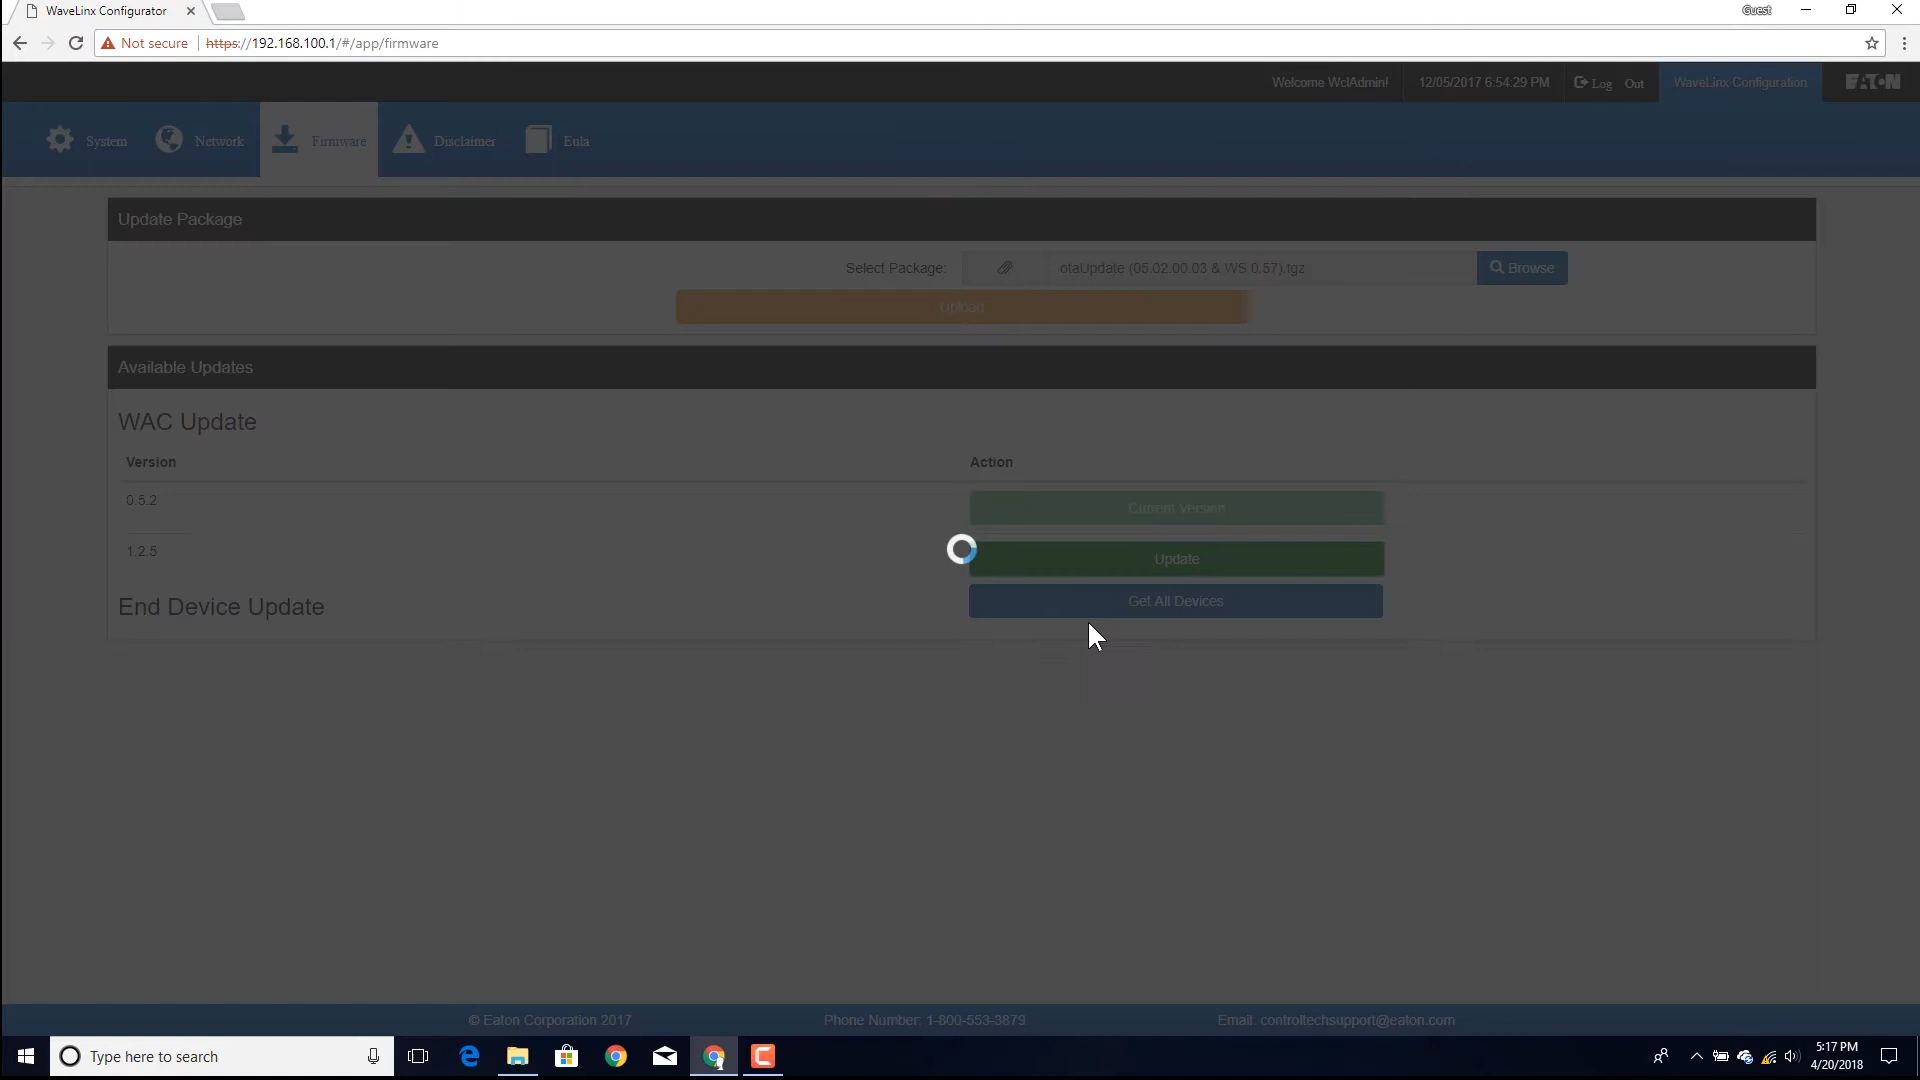 WaveLinx Configurator
Guest
Not secure | https://192.168.100.1/#/app/firmware
Welcome WclAdmin!
12/05/2017 6:54:29 PM
Log Out
WaveLinx Configuration
EATON
System
Network
Firmware
Disclaimer
Eula
Update Package
Select Package:
otaUpdate (05.02.00.03 & WS 0.57).tgz
Browse
Upload
Available Updates
WAC Update
Version
Action
0.5.2
Current Version
1.2.5
Update
End Device Update
Get All Devices
© Eaton Corporation 2017
Phone Number: 1-800-553-3879
Email: controltechsupport@eaton.com
Type here to search
5:17 PM
4/20/2018